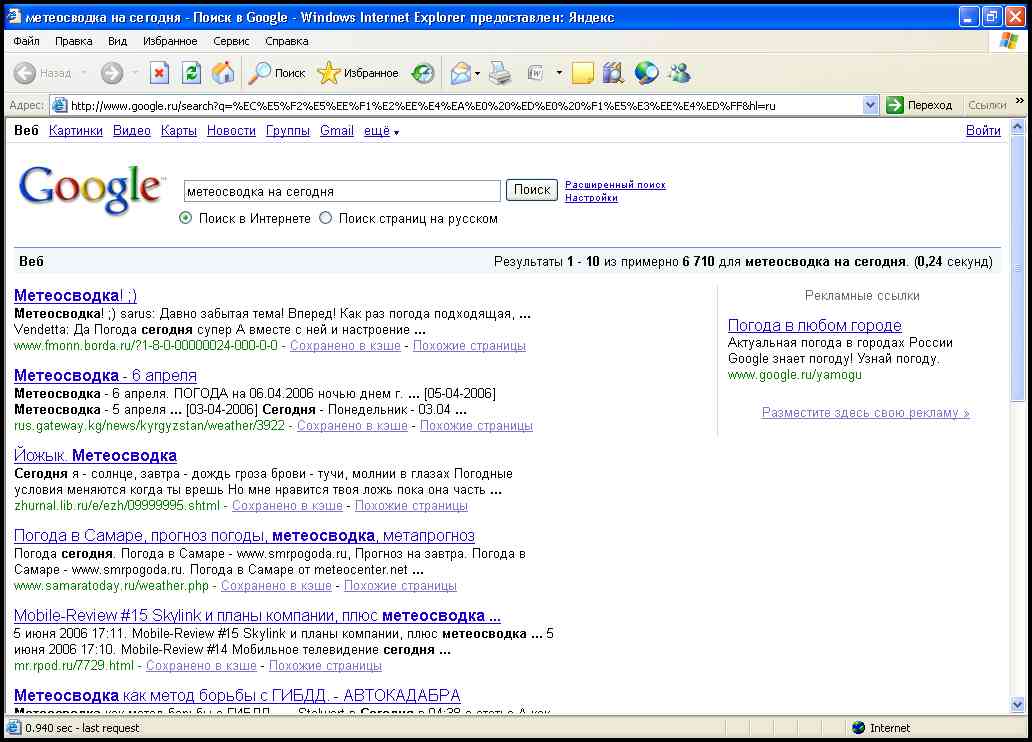 метеосводка на сегодня - Поиск в Google - Windows Internet Explorer предоставлен: Яндекс
Файл Правка Вид Избранное Сервис Справка
Назад Поиск Избранное
Адрес: http://www.google.ru/search?q=%EC%E5%F2%E5%EE%F1%E2%EE%E4%EA%E0%20%ED%E0%20%F1%E5%E3%EE%E4%ED%FF&hl=ru Переход Ссылки »
Веб Картинки Видео Карты Новости Группы Gmail ещё Войти
Google™ метеосводка на сегодня Поиск Расширенный поиск
Настройки
Поиск в Интернете Поиск страниц на русском
Веб Результаты 1 - 10 из примерно 6 710 для метеосводка на сегодня. (0,24 секунд)
Метеосводка! ;)
Метеосводка! ;) sarus: Давно забытая тема! Вперед! Как раз погода подходящая, ...
Vendetta: Да Погода сегодня супер А вместе с ней и настроение ...
www.fmonn.borda.ru/?1-8-0-00000024-000-0-0 - Сохранено в кэше - Похожие страницы
Метеосводка - 6 апреля
Метеосводка - 6 апреля. ПОГОДА на 06.04.2006 ночью днем г. ... [05-04-2006]
Метеосводка - 5 апреля ... [03-04-2006] Сегодня - Понедельник - 03.04 ...
rus.gateway.kg/news/kyrgyzstan/weather/3922 - Сохранено в кэше - Похожие страницы
Йожык. Метеосводка
Сегодня я - солнце, завтра - дождь гроза брови - тучи, молнии в глазах Погодные
условия меняются когда ты врешь Но мне нравится твоя ложь пока она часть ...
zhurnal.lib.ru/e/ezh/09999995.shtml - Сохранено в кэше - Похожие страницы
Погода в Самаре, прогноз погоды, метеосводка, метапрогноз
Погода сегодня. Погода в Самаре - www.smrpogoda.ru, Прогноз на завтра. Погода в
Самаре - www.smrpogoda.ru. Погода в Самаре от meteocenter.net ...
www.samaratoday.ru/weather.php - Сохранено в кэше - Похожие страницы
Mobile-Review #15 Skylink и планы компании, плюс метеосводка ...
5 июня 2006 17:11. Mobile-Review #15 Skylink и планы компании, плюс метеосводка ... 5
июня 2006 17:10. Mobile-Review #14 Мобильное телевидение сегодня ...
mr.rpod.ru/7729.html - Сохранено в кэше - Похожие страницы
Метеосводка как метод борьбы с ГИБДД. - АВТОКАДАБРА
Рекламные ссылки
Погода в любом городе
Актуальная погода в городах России
Google знает погоду! Узнай погоду.
www.google.ru/yamogu
Разместите здесь свою рекламу »
0.940 sec - last request Internet